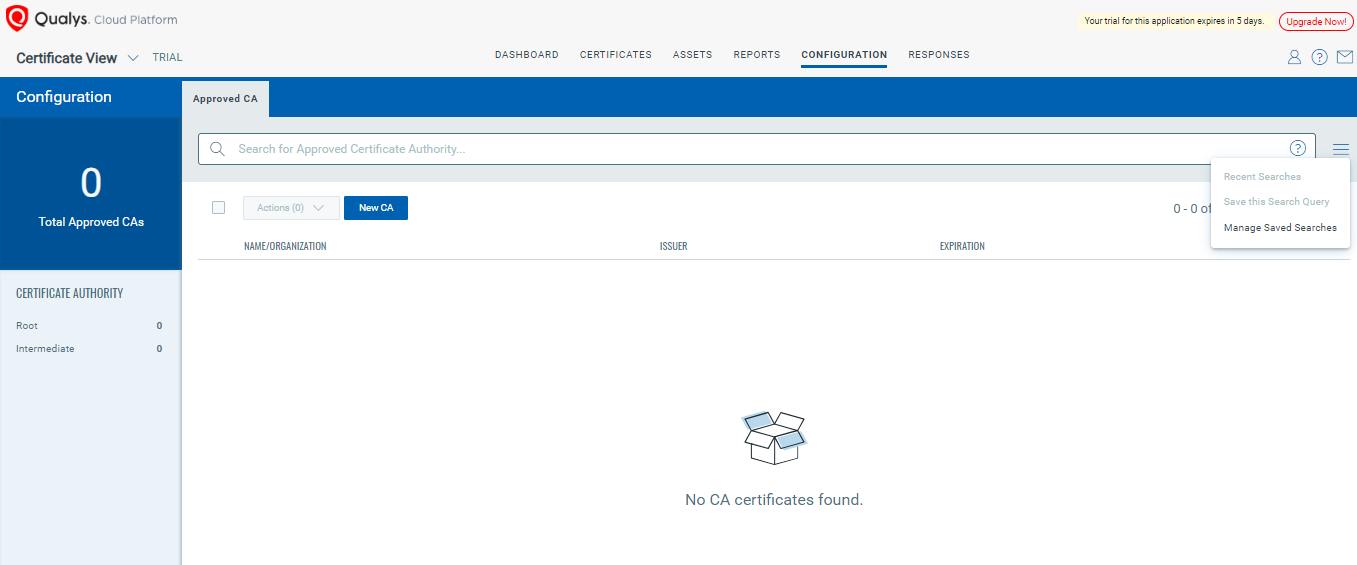 Qualys. Cloud Platform
Your trial for this application expires in 5 days. Upgrade Now!
Certificate View TRIAL
DASHBOARD CERTIFICATES ASSETS REPORTS CONFIGURATION RESPONSES
Configuration
Approved CA
Search for Approved Certificate Authority...
0
Total Approved CAs
Recent Searches
Save this Search Query
Manage Saved Searches
Actions (0) New CA
0 - 0 of
NAME/ORGANIZATION ISSUER EXPIRATION
CERTIFICATE AUTHORITY
Root 0
Intermediate 0
No CA certificates found.